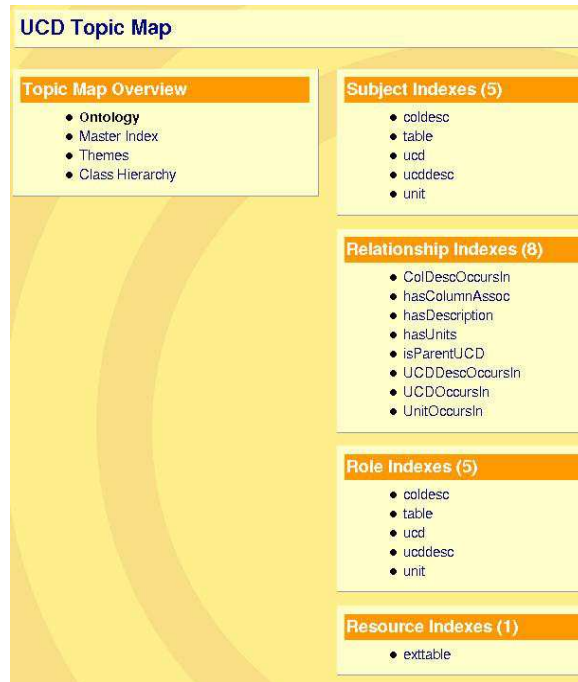 UCD Topic Map
Topic Map Overview
Ontology
Master Index
Themes
Class Hierarchy
Subject Indexes (5)
coldesc
table
ucd
ucddesc
unit
Relationship Indexes (8)
ColDescOccursIn
hasColumnAssoc
hasDescription
hasUnits
isParentUCD
UCDDescOccursIn
UCDOccursIn
UnitOccursIn
Role Indexes (5)
coldesc
table
ucd
ucddesc
unit
Resource Indexes (1)
exttable